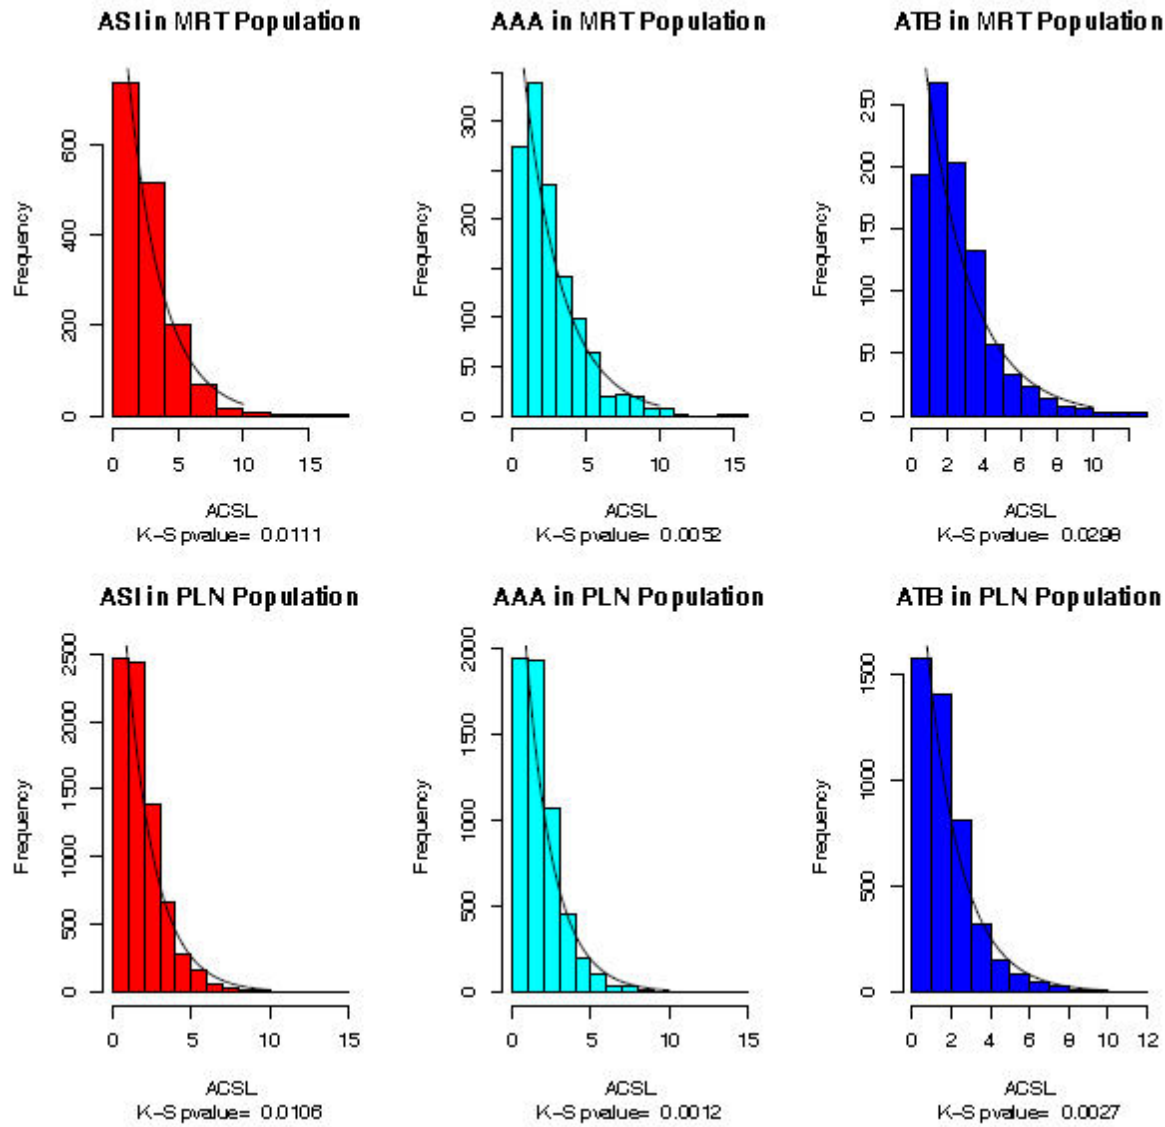 ASI in MRT Population
AAA in MRT Population
ATB in MRT Population
Frequency
0 200 400 600
0 5 10 15
ACSL
K-S pvalue= 0.0111
Frequency
0 50 100 200 300
0 5 10 15
ACSL
K-S pvalue= 0.0052
Frequency
0 50 100 150 200 250
0 2 4 6 8 10
ACSL
K-S pvalue= 0.0298
ASI in PLN Population
AAA in PLN Population
ATB in PLN Population
Frequency
0 500 1000 1500 2000 2500
0 5 10 15
ACSL
K-S pvalue= 0.0106
Frequency
0 500 1000 1500 2000
0 5 10 15
ACSL
K-S pvalue= 0.0012
Frequency
0 500 1000 1500
0 2 4 6 8 10 12
ACSL
K-S pvalue= 0.0027